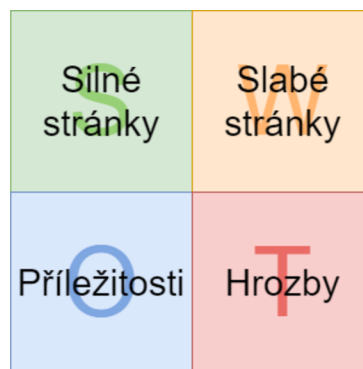 S
Silné
stránky
W
Slabé
stránky
O
Příležitosti
T
Hrozby